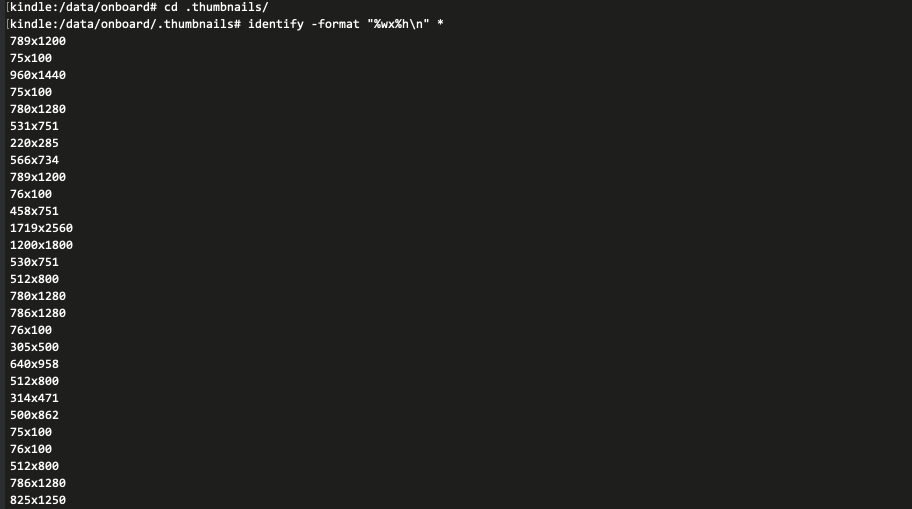 [kindle:/data/onboard# cd .thumbnails/
[kindle:/data/onboard/.thumbnails# identify -format "%wx%h\n" *
789x1200
75x100
960x1440
75x100
780x1280
531x751
220x285
566x734
789x1200
76x100
458x751
1719x2560
1200x1800
530x751
512x800
780x1280
786x1280
76x100
305x500
640x958
512x800
314x471
500x862
75x100
76x100
512x800
786x1280
825x1250